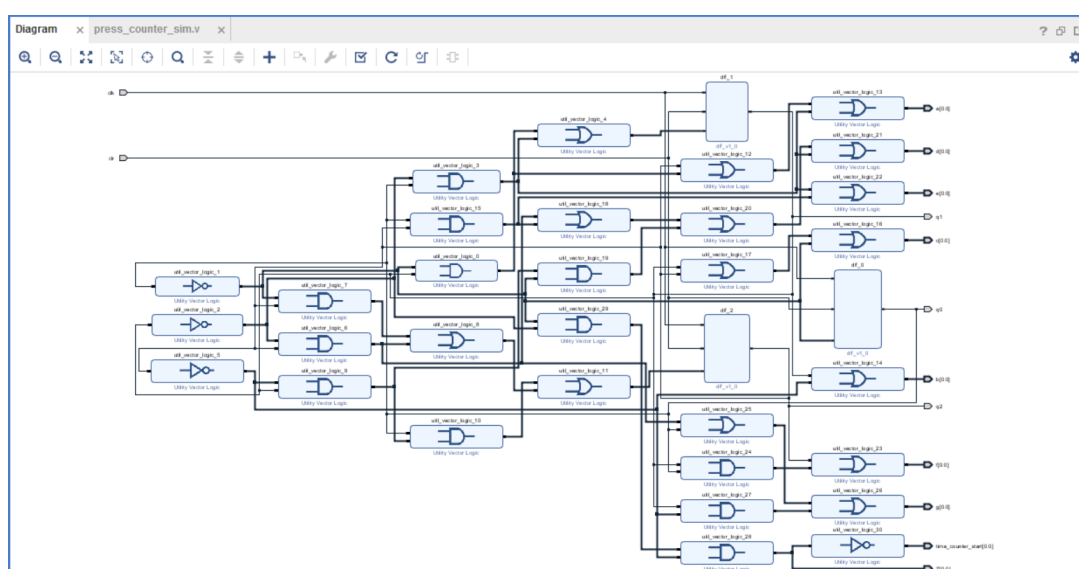 Diagram
press_counter_sim.v
clk
clr
dff_1
dff_v1_0
util_vector_logic_13
Utility Vector Logic
a[0:0]
util_vector_logic_4
Utility Vector Logic
util_vector_logic_21
Utility Vector Logic
d[0:0]
util_vector_logic_12
Utility Vector Logic
util_vector_logic_3
Utility Vector Logic
util_vector_logic_22
Utility Vector Logic
e[0:0]
util_vector_logic_15
Utility Vector Logic
Utility Vector Logic
util_vector_logic_20
Utility Vector Logic
q1
Utility Vector Logic
c[0:0]
util_vector_logic_0
Utility Vector Logic
util_vector_logic_19
Utility Vector Logic
util_vector_logic_17
Utility Vector Logic
dff_0
dff_v1_0
util_vector_logic_1
Utility Vector Logic
util_vector_logic_7
Utility Vector Logic
q0
util_vector_logic_2
Utility Vector Logic
util_vector_logic_6
Utility Vector Logic
util_vector_logic_8
Utility Vector Logic
util_vector_logic_29
Utility Vector Logic
dff_2
dff_v1_0
util_vector_logic_5
Utility Vector Logic
util_vector_logic_9
Utility Vector Logic
util_vector_logic_11
Utility Vector Logic
util_vector_logic_14
Utility Vector Logic
b[0:0]
q2
util_vector_logic_10
Utility Vector Logic
util_vector_logic_25
Utility Vector Logic
util_vector_logic_24
Utility Vector Logic
util_vector_logic_23
Utility Vector Logic
f[0:0]
util_vector_logic_27
Utility Vector Logic
util_vector_logic_26
Utility Vector Logic
g[0:0]
util_vector_logic_28
Utility Vector Logic
util_vector_logic_30
Utility Vector Logic
time_counter_start[0:0]